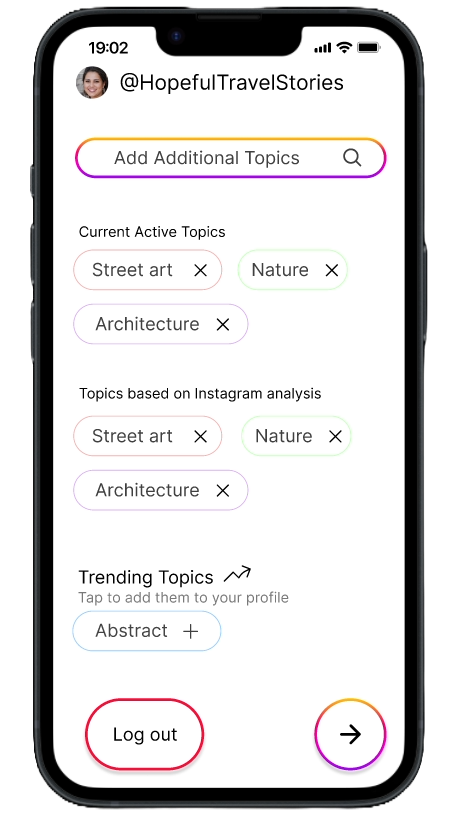 19:02
@HopefulTravelStories
Add Additional Topics
Current Active Topics
Street art Nature
Architecture
Topics based on Instagram analysis
Street art Nature
Architecture
Trending Topics
Tap to add them to your profile
Abstract
Log out